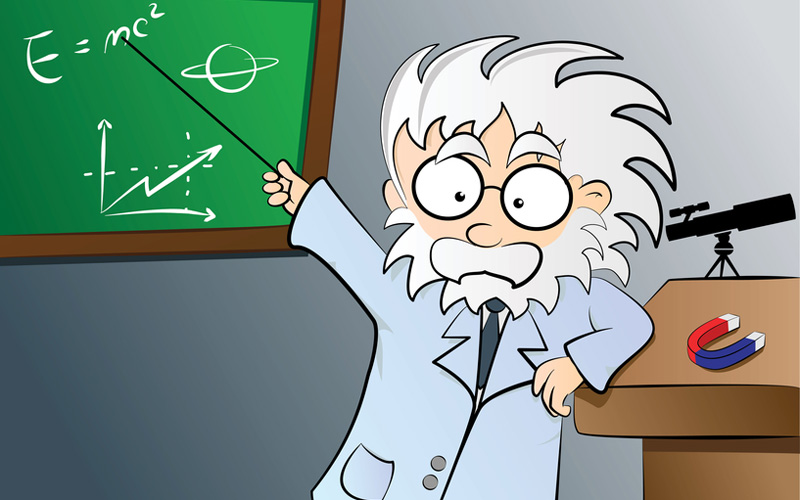 E = mc²